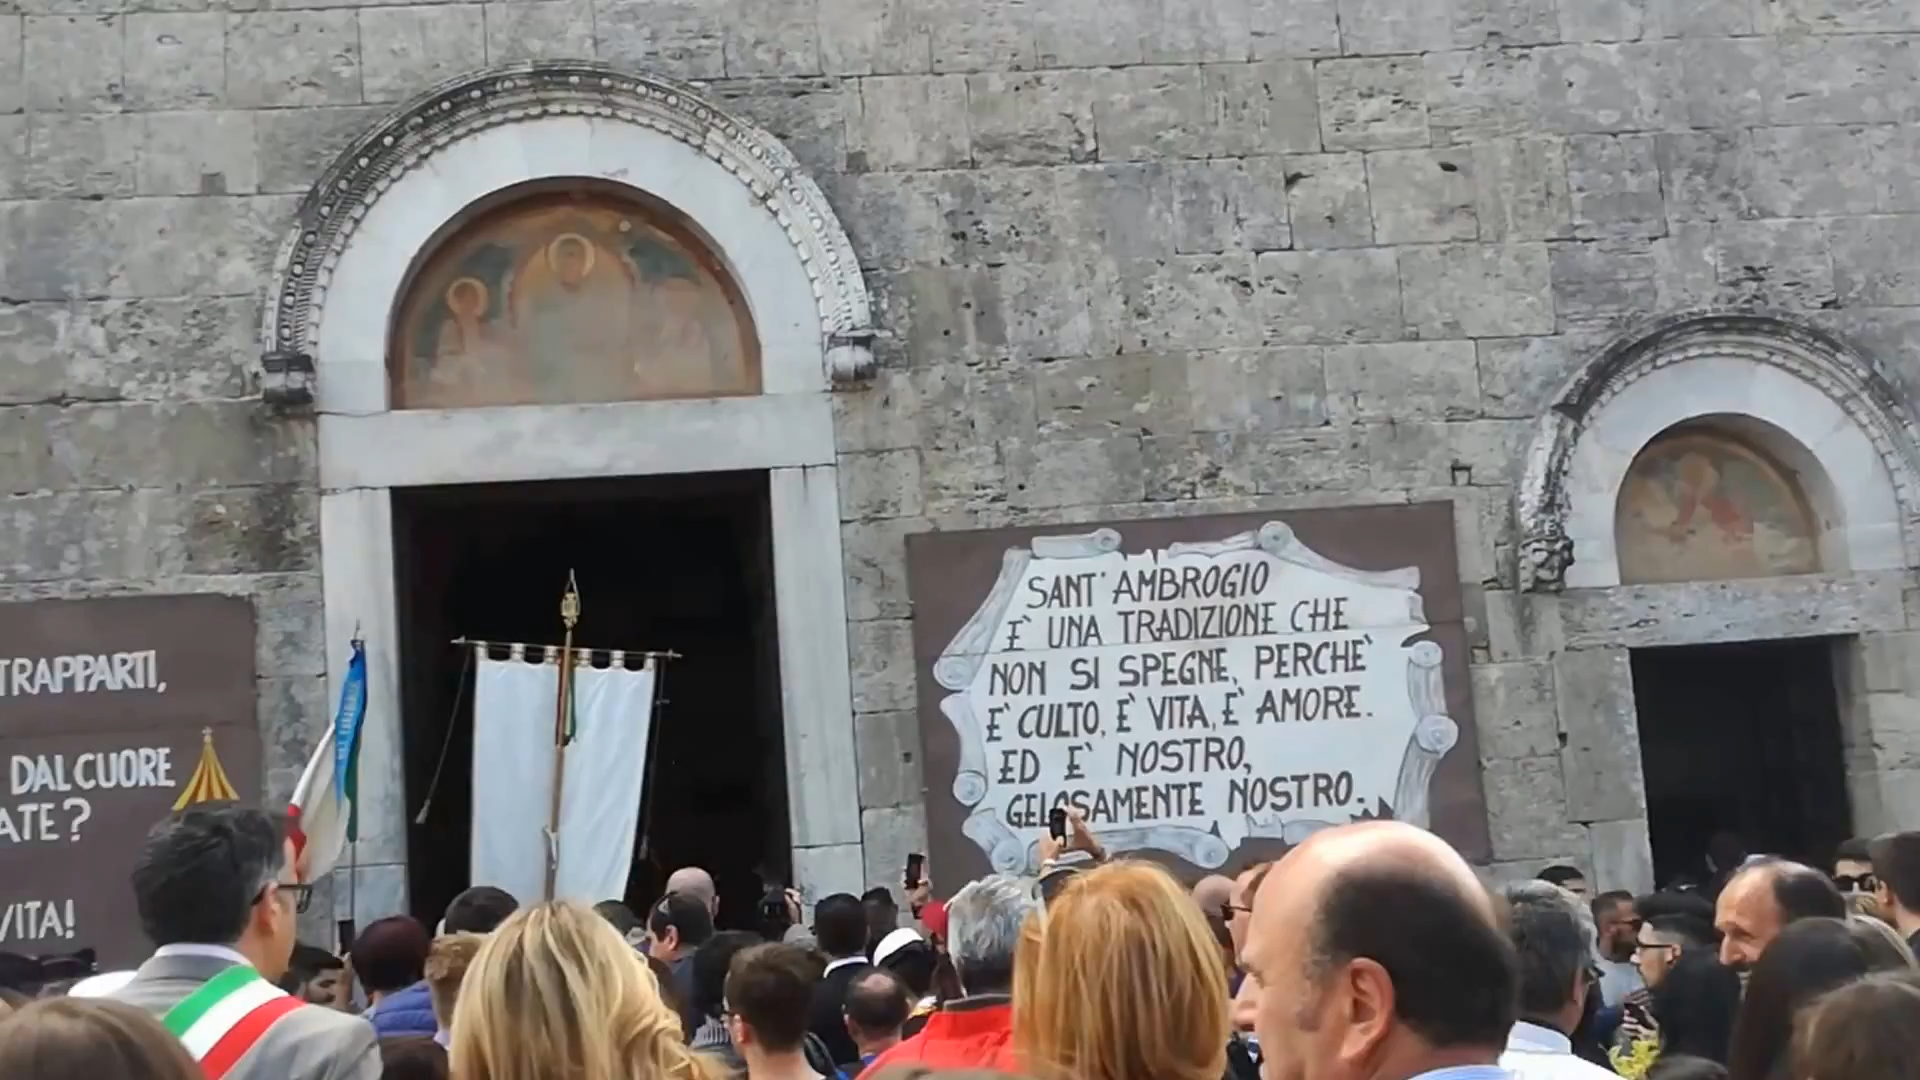 TRAPPARTI,
DAL CUORE
ATE?
VITA!
SANT' AMBROGIO
E' UNA TRADIZIONE CHE
NON SI SPEGNE, PERCHE'
E' CULTO, E' VITA, E' AMORE.
ED E' NOSTRO,
GELOSAMENTE NOSTRO.